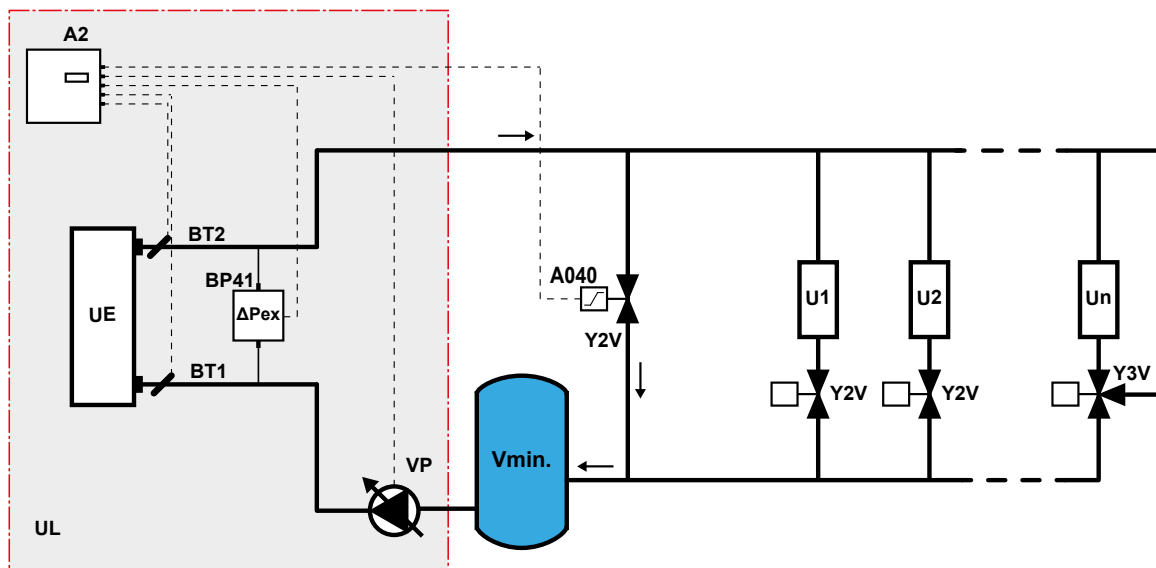 A2
BT2
BP41
ΔPex
UE
BT1
VP
UL
A040
Y2V
Vmin.
U1
U2
Un
Y2V
Y2V
Y3V